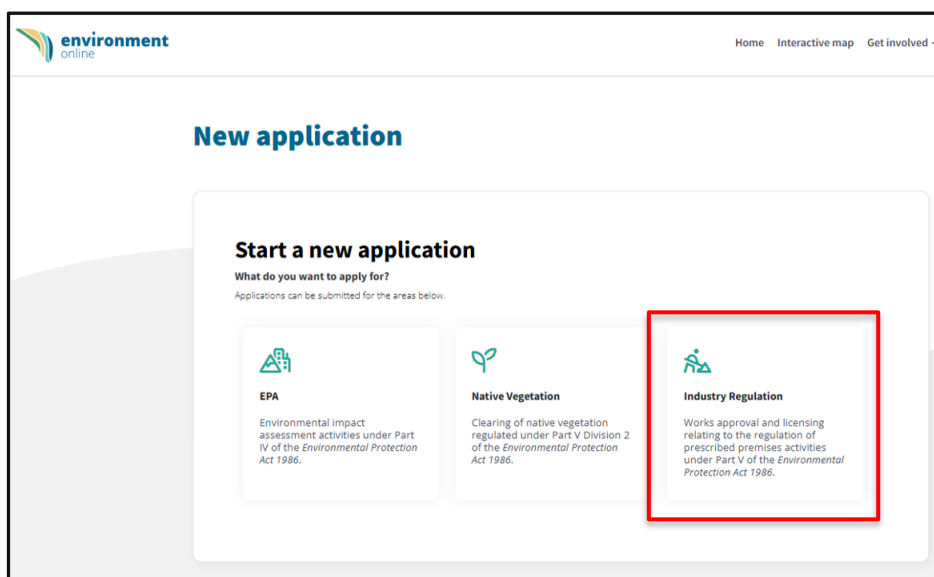 environment
online
Home Interactive map Get involved
New application
Start a new application
What do you want to apply for?
Applications can be submitted for the areas below.
EPA
Environmental impact
assessment activities under Part
IV of the Environmental Protection
Act 1986.
Native Vegetation
Clearing of native vegetation
regulated under Part V Division 2
of the Environmental Protection
Act 1986.
Industry Regulation
Works approval and licensing
relating to the regulation of
prescribed premises activities
under Part V of the Environmental
Protection Act 1986.